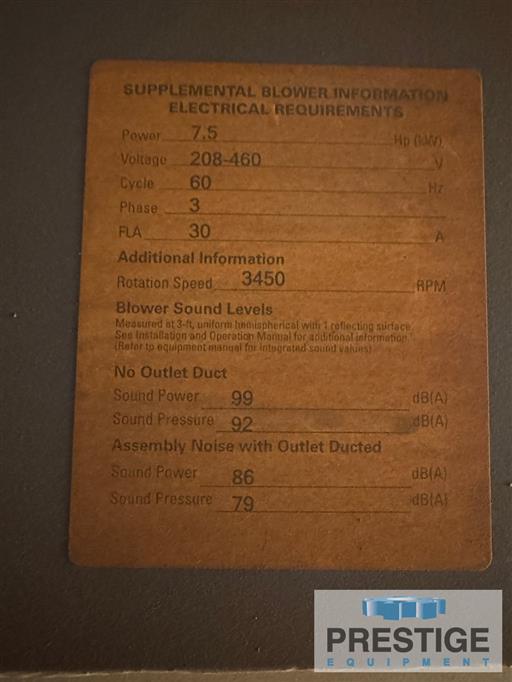 SUPPLEMENTAL BLOWER INFORMATION
ELECTRICAL REQUIREMENTS
Power 7.5 Hp (kW)
Voltage 208-460 V
Cycle 60 Hz
Phase 3
FLA 30 A
Additional Information
Rotation Speed 3450 RPM
Blower Sound Levels
Measured at 3-ft, uniform hemispherical with 1 reflecting surface.
See Installation and Operation Manual for additional information.
(Refer to equipment manual for integrated sound values)
No Outlet Duct
Sound Power 99 dB(A)
Sound Pressure 92 dB(A)
Assembly Noise with Outlet Ducted
Sound Power 86 dB(A)
Sound Pressure 79 dB(A)
PRESTIGE
EQUIPMENT